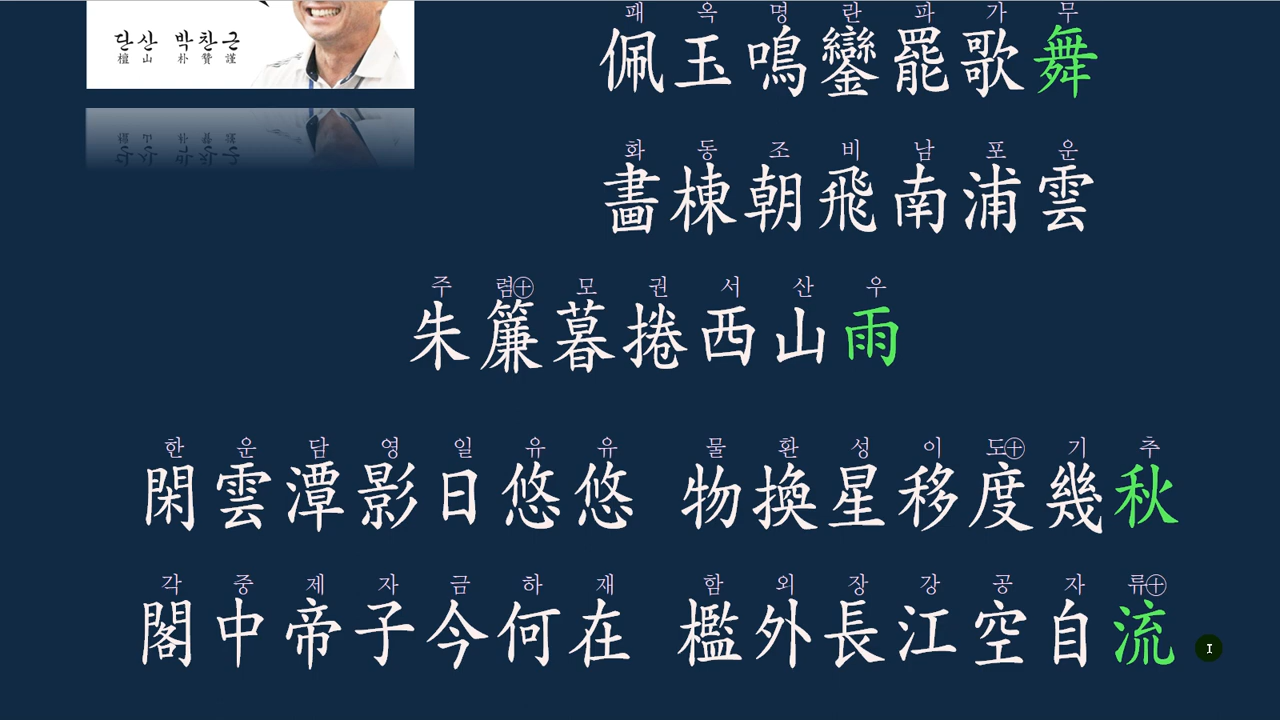 단산 박찬근
檀山 朴贊謹
패 옥 명 란 파 가 무
佩玉鳴鑾罷歌舞
화 동 조 비 남 포 운
畵棟朝飛南浦雲
주 렴㊉ 모 권 서 산 우
朱簾暮捲西山雨
한 운 담 영 일 유 유 물 환 성 이 도㊉ 기 추
閑雲潭影日悠悠 物換星移度幾秋
각 중 제 자 금 하 재 함 외 장 강 공 자 류㊉
閣中帝子今何在 檻外長江空自流